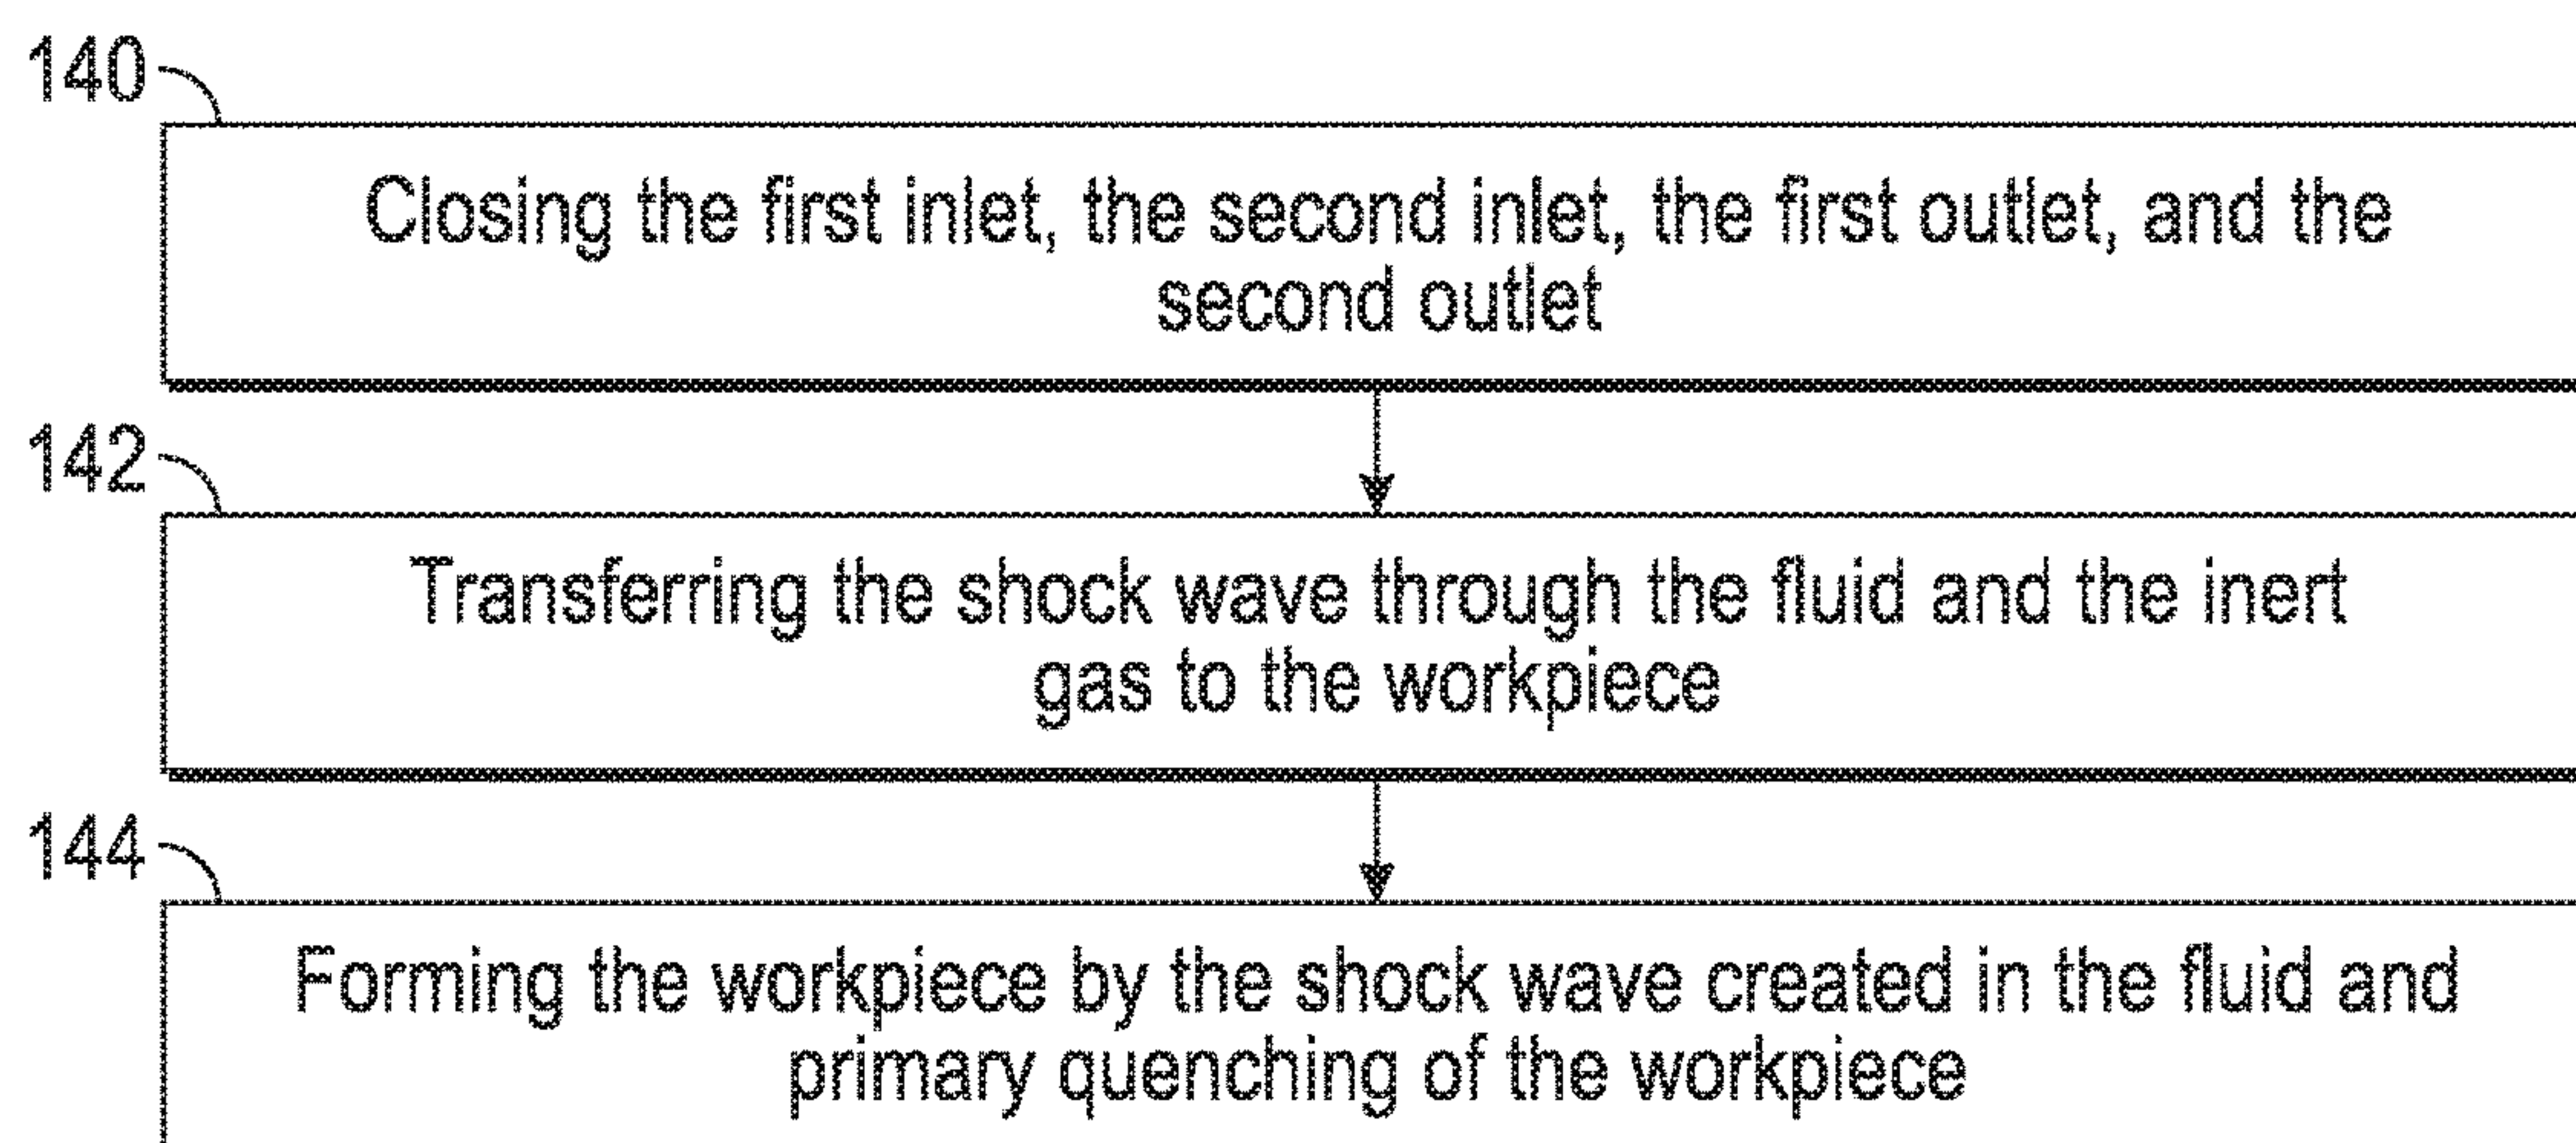 140
Closing the first inlet, the second inlet, the first outlet, and the
second outlet
142
Transferring the shock wave through the fluid and the inert
gas to the workpiece
144
Forming the workpiece by the shock wave created in the fluid and
primary quenching of the workpiece